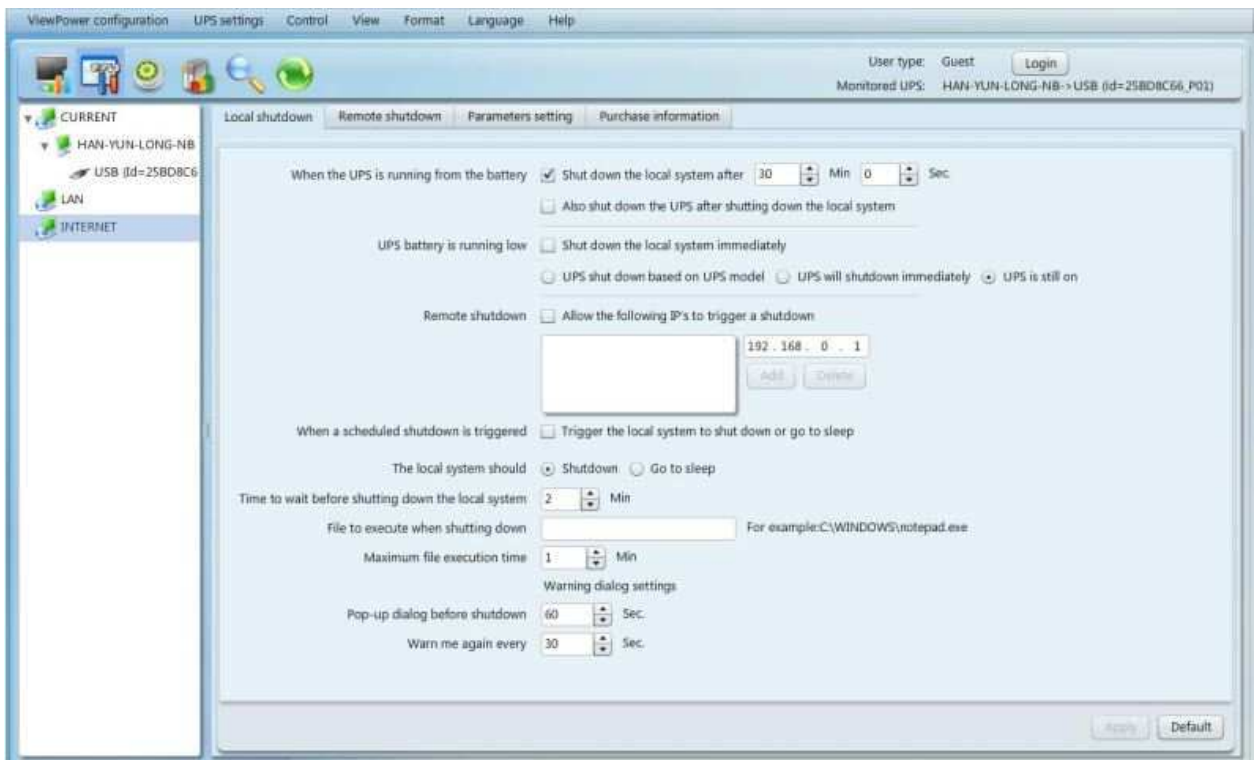 ViewPower configuration UPS settings Control View Format Language Help
User type: Guest Login
Monitored UPS: HAN-YUN-LONG-NB->USB (id=25BD8C66_P01)
CURRENT
HAN-YUN-LONG-NB
USB (Id=25BD8C6
LAN
INTERNET
Local shutdown Remote shutdown Parameters setting Purchase information
When the UPS is running from the battery Shut down the local system after 30 Min 0 Sec
Also shut down the UPS after shutting down the local system
UPS battery is running low Shut down the local system immediately
UPS shut down based on UPS model UPS will shutdown immediately UPS is still on
Remote shutdown Allow the following IP's to trigger a shutdown
192 . 168 . 0 . 1
Add Delete
When a scheduled shutdown is triggered Trigger the local system to shut down or go to sleep
The local system should Shutdown Go to sleep
Time to wait before shutting down the local system 2 Min
File to execute when shutting down For example:C:\WINDOWS\notepad.exe
Maximum file execution time 1 Min
Warning dialog settings
Pop-up dialog before shutdown 60 Sec.
Warn me again every 30 Sec.
Apply Default